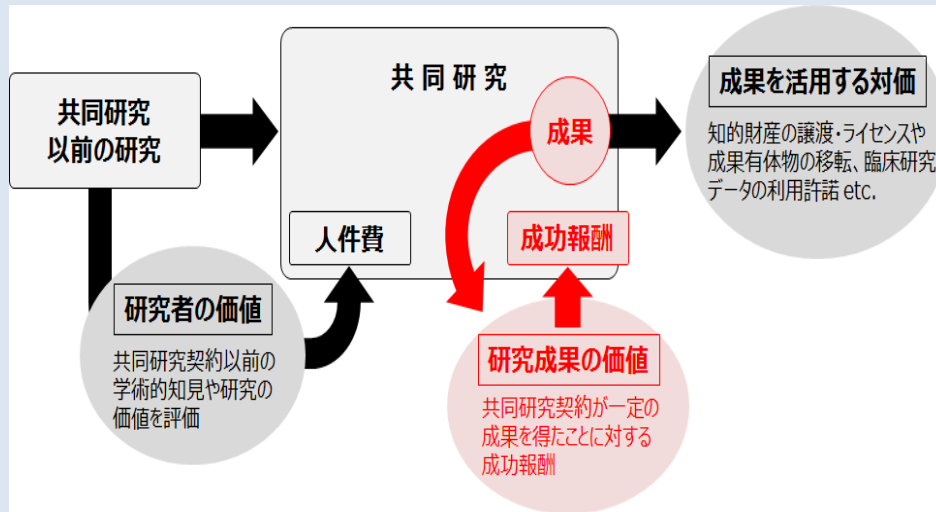 共同研究
以前の研究
共同研究
成果
人件費
成功報酬
成果を活用する対価
知的財産の譲渡・ライセンスや
成果有体物の移転、臨床研究
データの利用許諾 etc.
研究者の価値
共同研究契約以前の
学術的知見や研究の
価値を評価
研究成果の価値
共同研究契約が一定の
成果を得たことに対する
成功報酬